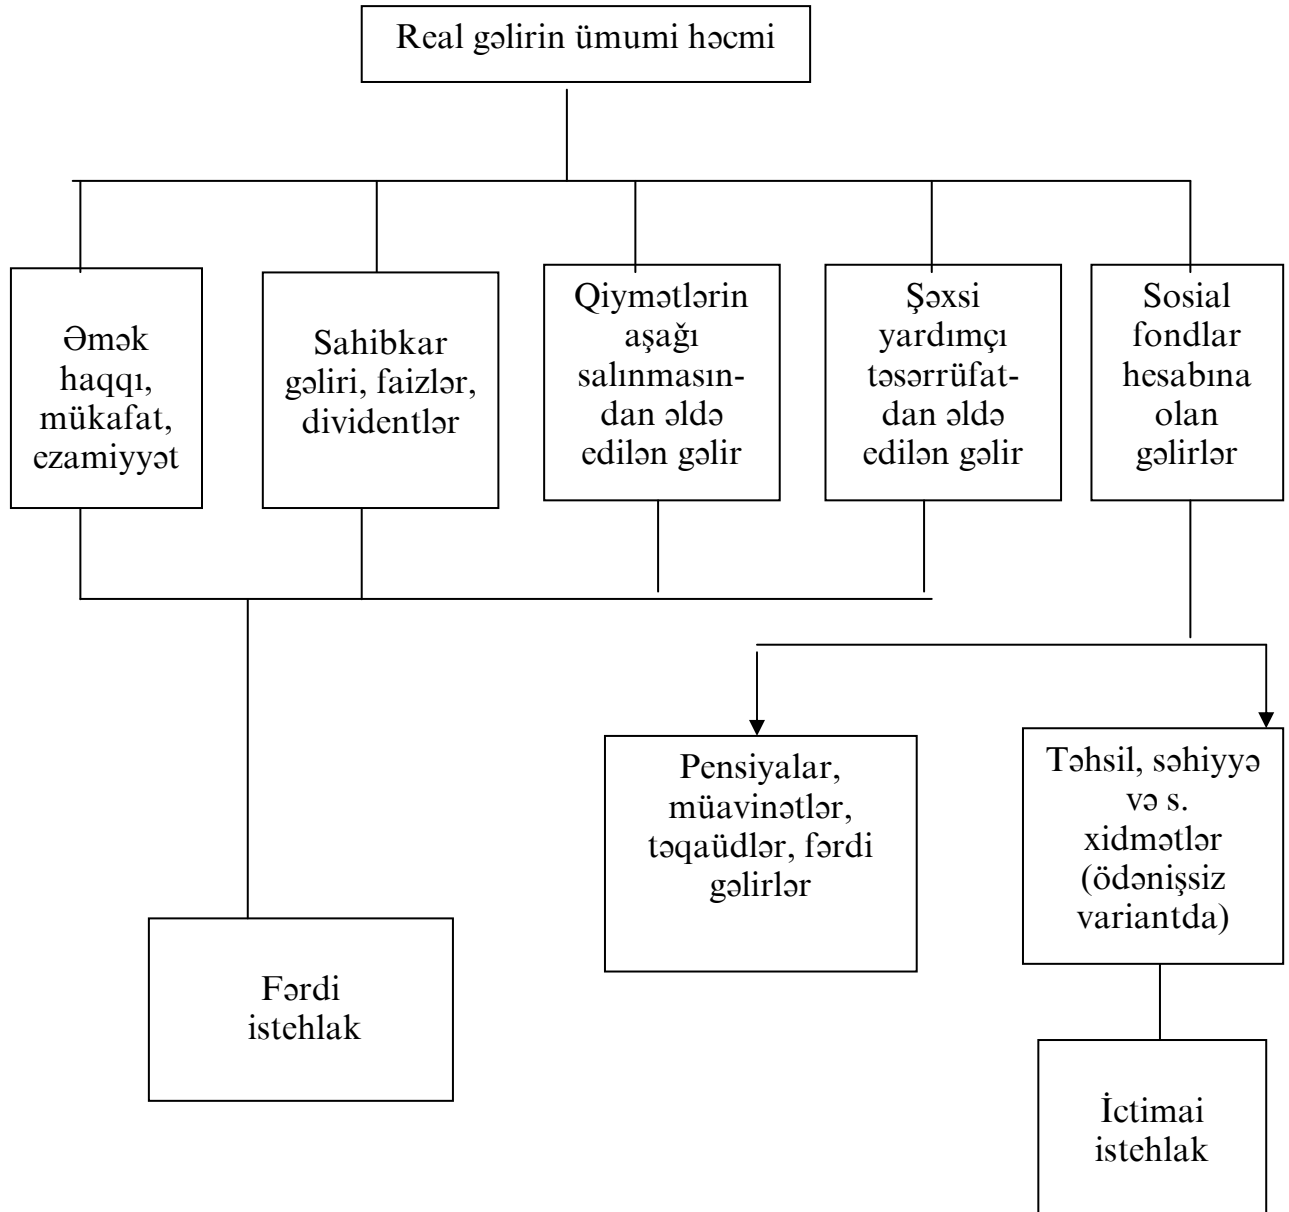 Real gəlirin ümumi həcmi
Əmək
haqqı,
mükafat,
ezamiyyət
Sahibkar
gəliri, faizlər,
dividentlər
Qiymətlərin
aşağı
salınmasın-
dan əldə
edilən gəlir
Şəxsi
yardımçı
təsərrüfat-
dan əldə
edilən gəlir
Sosial
fondlar
hesabına
olan
gəlirlər
Pensiyalar,
müavinətlər,
təqaüdlər, fərdi
gəlirlər
Təhsil, səhiyyə
və s.
xidmətlər
(ödənişsiz
variantda)
Fərdi
istehlak
İctimai
istehlak